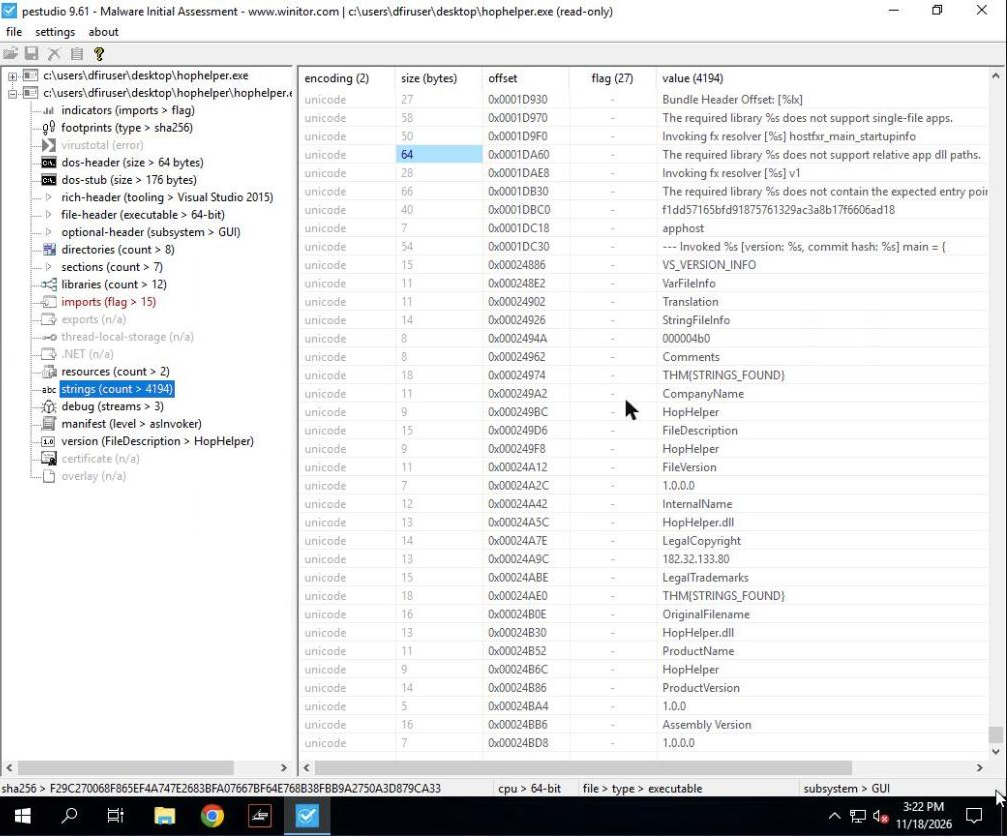 pestudio 9.61 - Malware Initial Assessment - www.winitor.com | c:\users\dfiruser\desktop\hophelper.exe (read-only)
file settings about
c:\users\dfiruser\desktop\hophelper.exe
c:\users\dfiruser\desktop\hophelper\hophelper.e
indicators (imports > flag)
footprints (type > sha256)
virustotal (error)
dos-header (size > 64 bytes)
dos-stub (size > 176 bytes)
rich-header (tooling > Visual Studio 2015)
file-header (executable > 64-bit)
optional-header (subsystem > GUI)
directories (count > 8)
sections (count > 7)
libraries (count > 12)
imports (flag > 15)
exports (n/a)
thread-local-storage (n/a)
.NET (n/a)
resources (count > 2)
abc strings (count > 4194)
debug (streams > 3)
manifest (level > asInvoker)
1.0 version (FileDescription > HopHelper)
certificate (n/a)
overlay (n/a)
encoding (2) size (bytes) offset flag (27) value (4194)
unicode 27 0x0001D930 - Bundle Header Offset: [%lx]
unicode 58 0x0001D970 - The required library %s does not support single-file apps.
unicode 50 0x0001D9F0 - Invoking fx resolver [%s] hostfxr_main_startupinfo
unicode 64 0x0001DA60 - The required library %s does not support relative app dll paths.
unicode 28 0x0001DAE8 - Invoking fx resolver [%s] v1
unicode 66 0x0001DB30 - The required library %s does not contain the expected entry poin
unicode 40 0x0001DBC0 - f1dd57165bfd91875761329ac3a8b17f6606ad18
unicode 7 0x0001DC18 - apphost
unicode 54 0x0001DC30 - --- Invoked %s [version: %s, commit hash: %s] main = {
unicode 15 0x00024886 - VS_VERSION_INFO
unicode 11 0x000248E2 - VarFileInfo
unicode 11 0x00024902 - Translation
unicode 14 0x00024926 - StringFileInfo
unicode 8 0x0002494A - 000004b0
unicode 8 0x00024962 - Comments
unicode 18 0x00024974 - THM{STRINGS_FOUND}
unicode 11 0x000249A2 - CompanyName
unicode 9 0x000249BC - HopHelper
unicode 15 0x000249D6 - FileDescription
unicode 9 0x000249F8 - HopHelper
unicode 11 0x00024A12 - FileVersion
unicode 7 0x00024A2C - 1.0.0.0
unicode 12 0x00024A42 - InternalName
unicode 13 0x00024A5C - HopHelper.dll
unicode 14 0x00024A7E - LegalCopyright
unicode 13 0x00024A9C - 182.32.133.80
unicode 15 0x00024ABE - LegalTrademarks
unicode 18 0x00024AE0 - THM{STRINGS_FOUND}
unicode 16 0x00024B0E - OriginalFilename
unicode 13 0x00024B30 - HopHelper.dll
unicode 11 0x00024B52 - ProductName
unicode 9 0x00024B6C - HopHelper
unicode 14 0x00024B86 - ProductVersion
unicode 5 0x00024BA4 - 1.0.0
unicode 16 0x00024BB6 - Assembly Version
unicode 7 0x00024BD8 - 1.0.0.0
sha256 > F29C270068F865EF4A747E2683BFA07667BF64E768B38FBB9A2750A3D879CA33 cpu > 64-bit file > type > executable subsystem > GUI
3:22 PM
11/18/2026